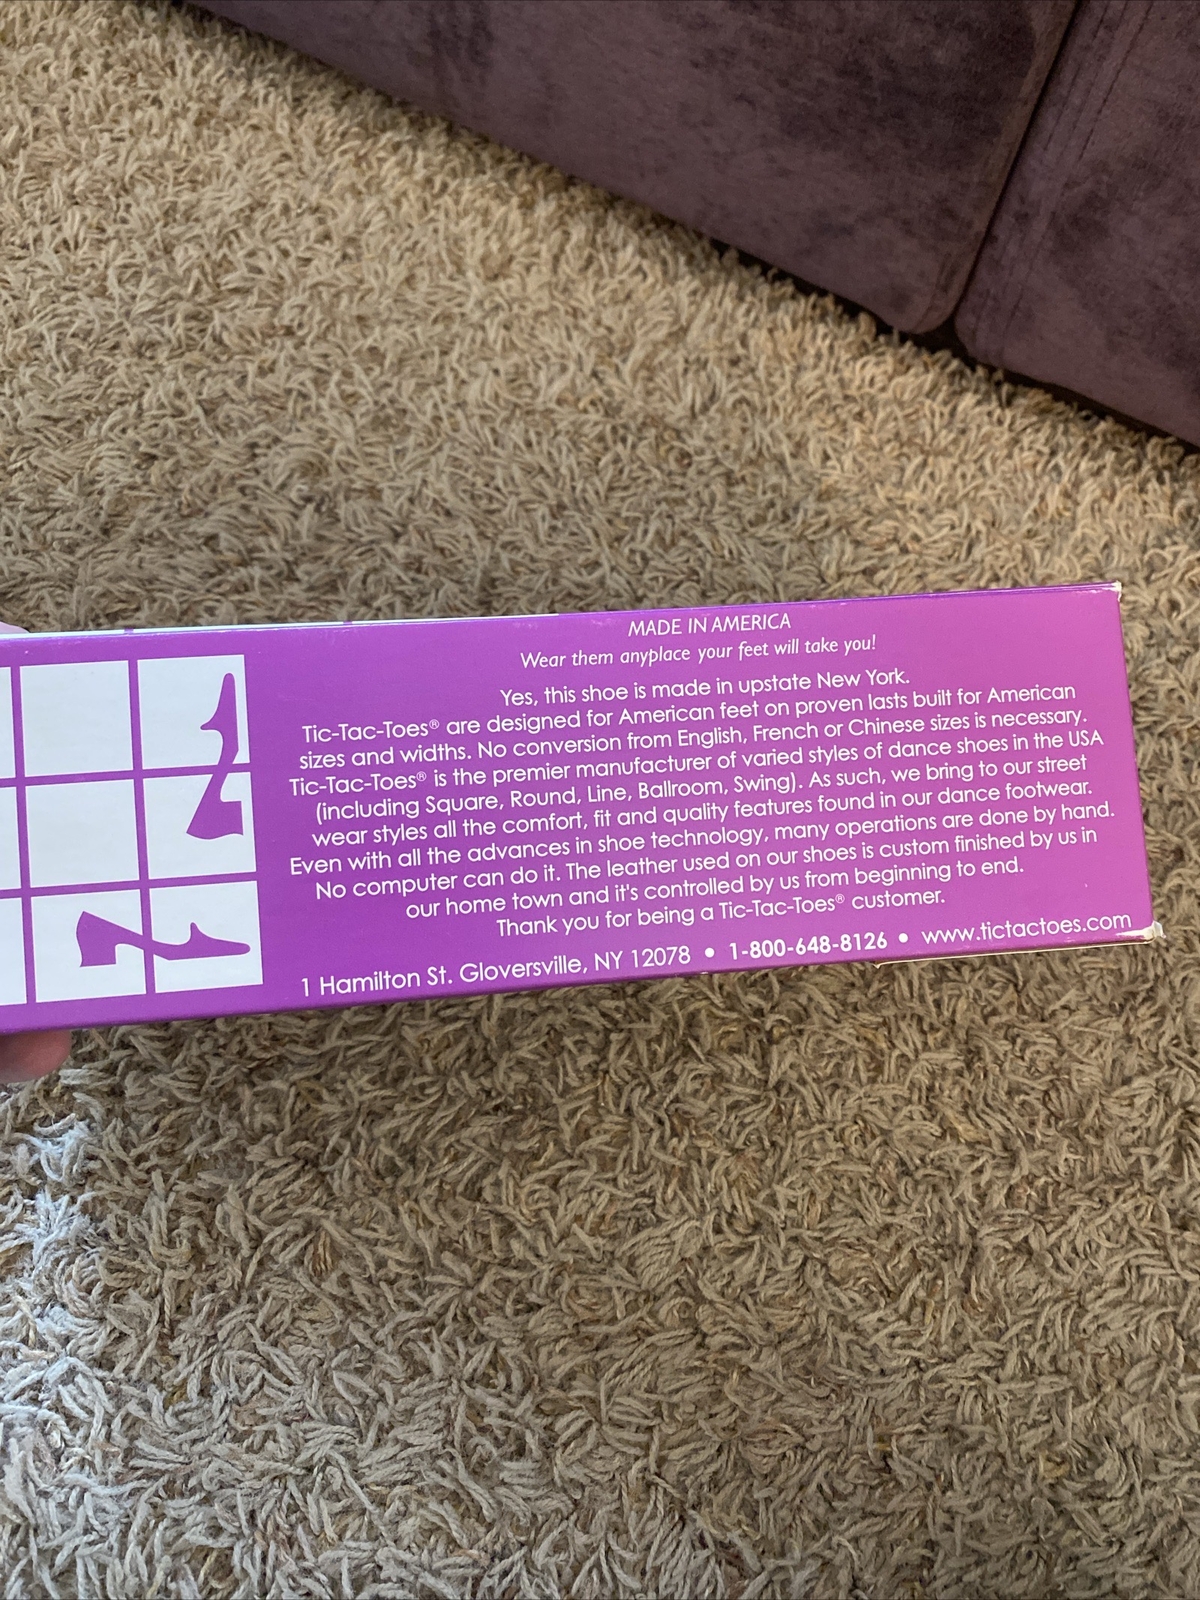 MADE IN AMERICA
Wear them anyplace your feet will take you!
Yes, this shoe is made in upstate New York.
Tic-Tac-Toes® are designed for American feet on proven lasts built for American
sizes and widths. No conversion from English, French or Chinese sizes is necessary.
Tic-Tac-Toes® is the premier manufacturer of varied styles of dance shoes in the USA
(including Square, Round, Line, Ballroom, Swing). As such, we bring to our street
wear styles all the comfort, fit and quality features found in our dance footwear.
Even with all the advances in shoe technology, many operations are done by hand.
No computer can do it. The leather used on our shoes is custom finished by us in
our home town and it's controlled by us from beginning to end.
Thank you for being a Tic-Tac-Toes® customer.
1 Hamilton St. Gloversville, NY 12078 • 1-800-648-8126 • www.tictactoes.com